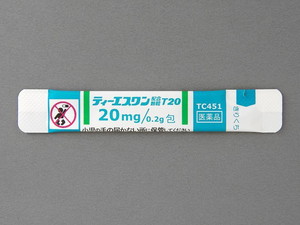 ティーエスワン配合顆粒T20
20mg/0.2g包
小児の手の届かない所に保管してください
TC451
医薬品
きりくち